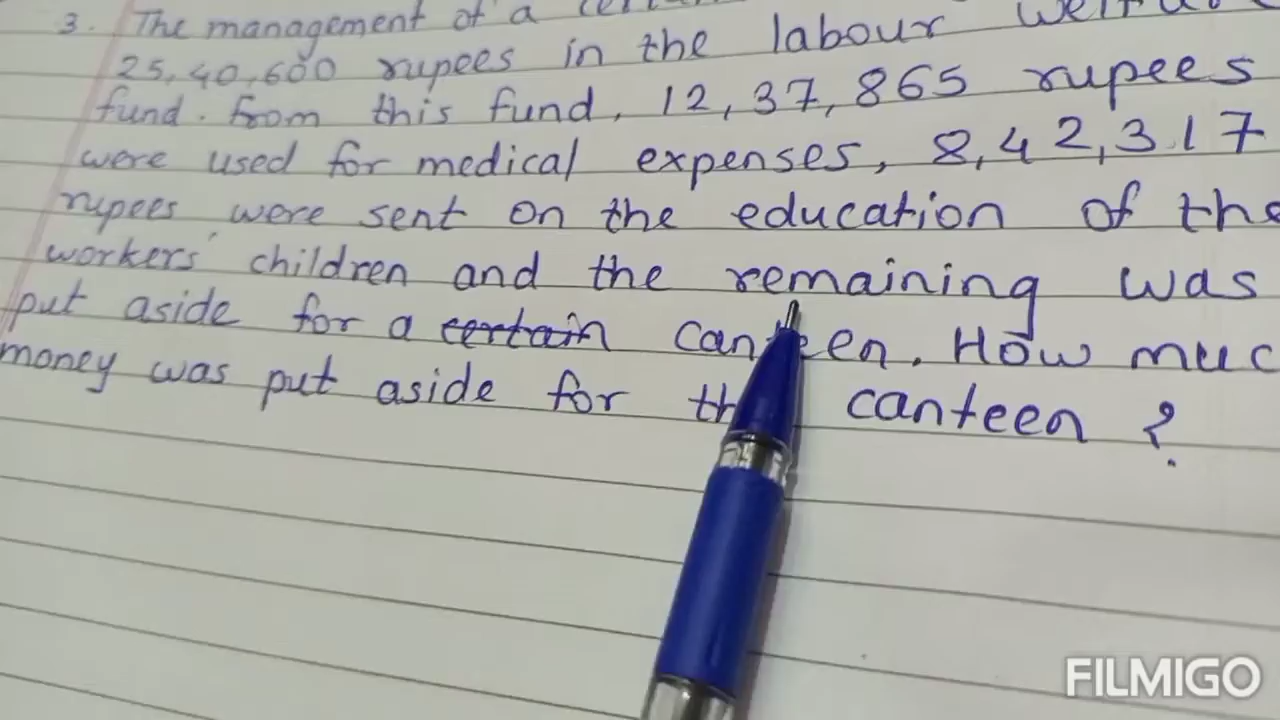 3. The management of a
25,40,600 rupees in the labour
fund. From this fund, 12,37,865 rupees
were used for medical expenses, 8,42,317
rupees were sent on the education of the
workers' children and the remaining was
put aside for a certain canteen. How muc
money was put aside for the canteen ?
FILMIGO